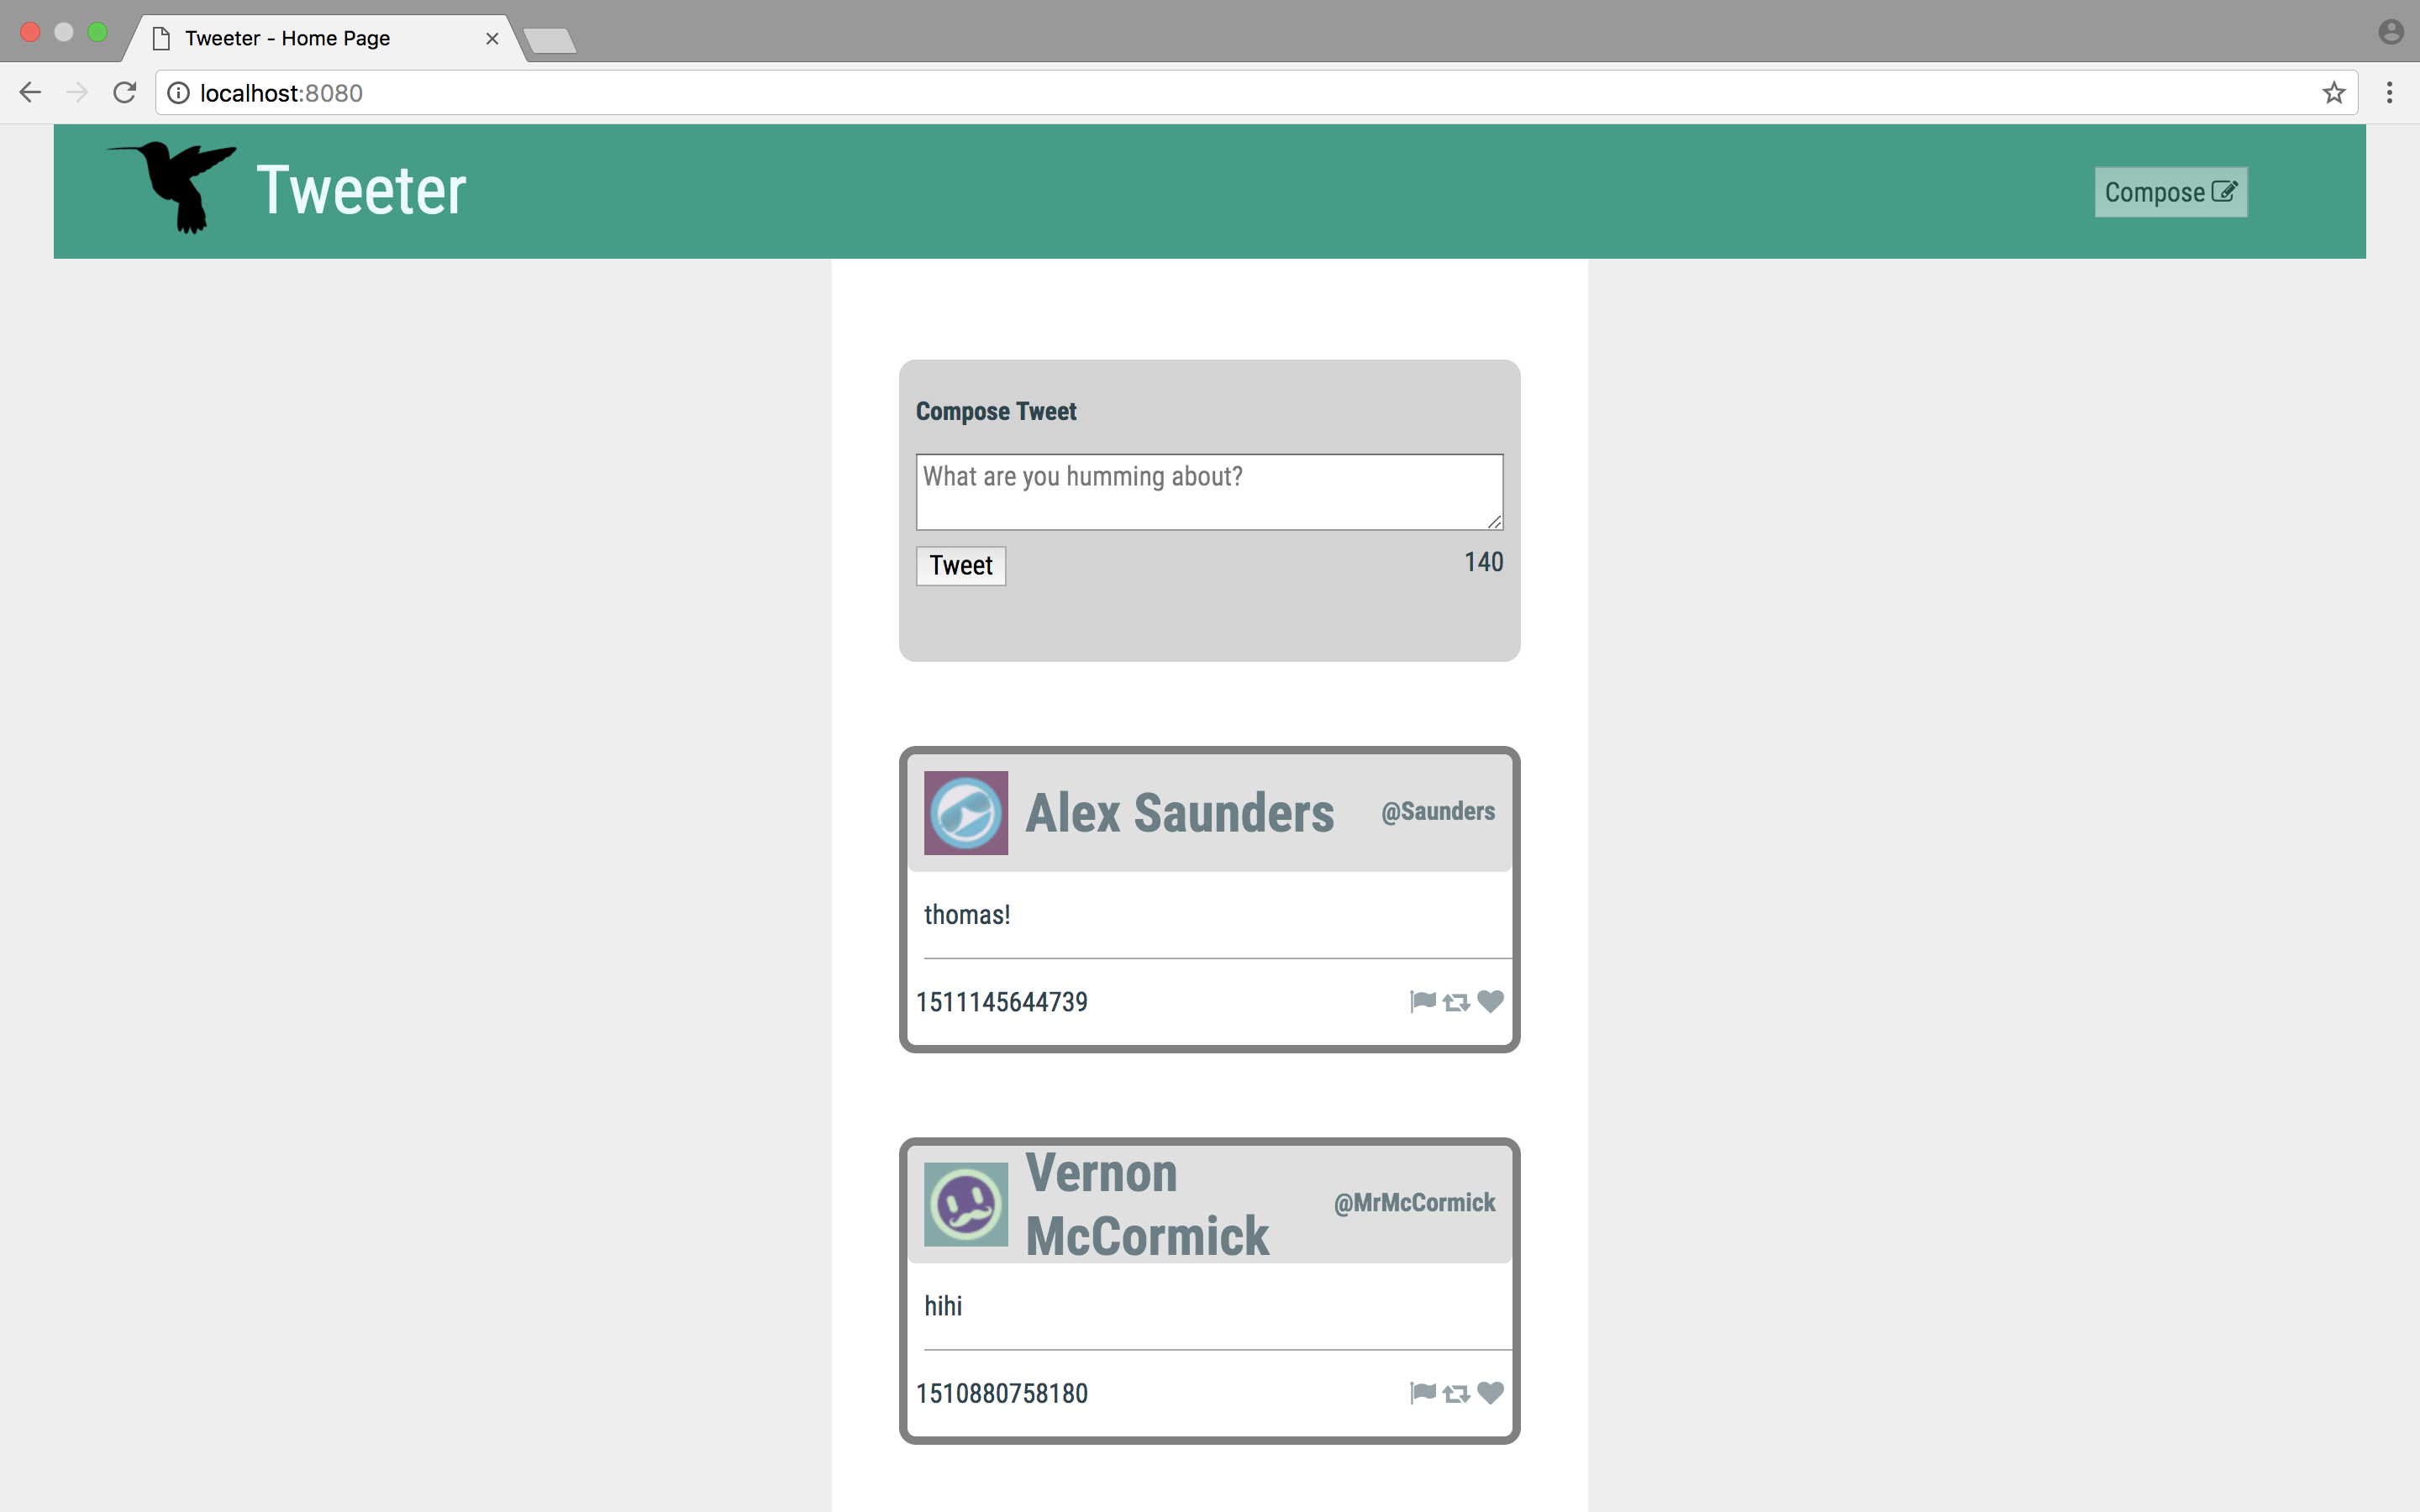 Tweeter - Home Page
localhost:8080
Tweeter
Compose
Compose Tweet
What are you humming about?
Tweet
140
Alex Saunders
@Saunders
thomas!
1511145644739
Vernon
McCormick
@MrMcCormick
hihi
1510880758180